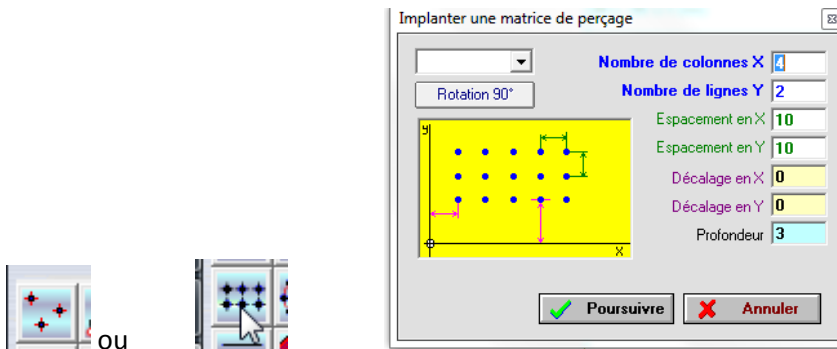 Implanter une matrice de perçage
Nombre de colonnes X 4
Rotation 90°
Nombre de lignes Y 2
Espacement en X 10
y
Espacement en Y 10
Décalage en X 0
Décalage en Y 0
Profondeur 3
X
Poursuivre
Annuler
ou